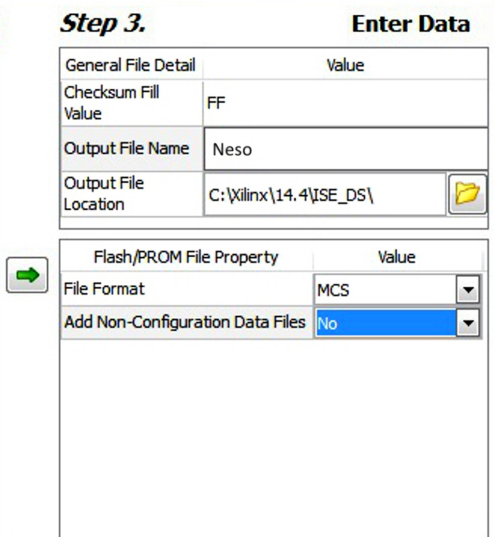 Step 3. Enter Data
General File Detail Value
Checksum Fill
Value
FF
Output File Name Neso
Output File
Location
C:\Xilinx\14.4\ISE_DS\
Flash/PROM File Property Value
File Format MCS
Add Non-Configuration Data Files No